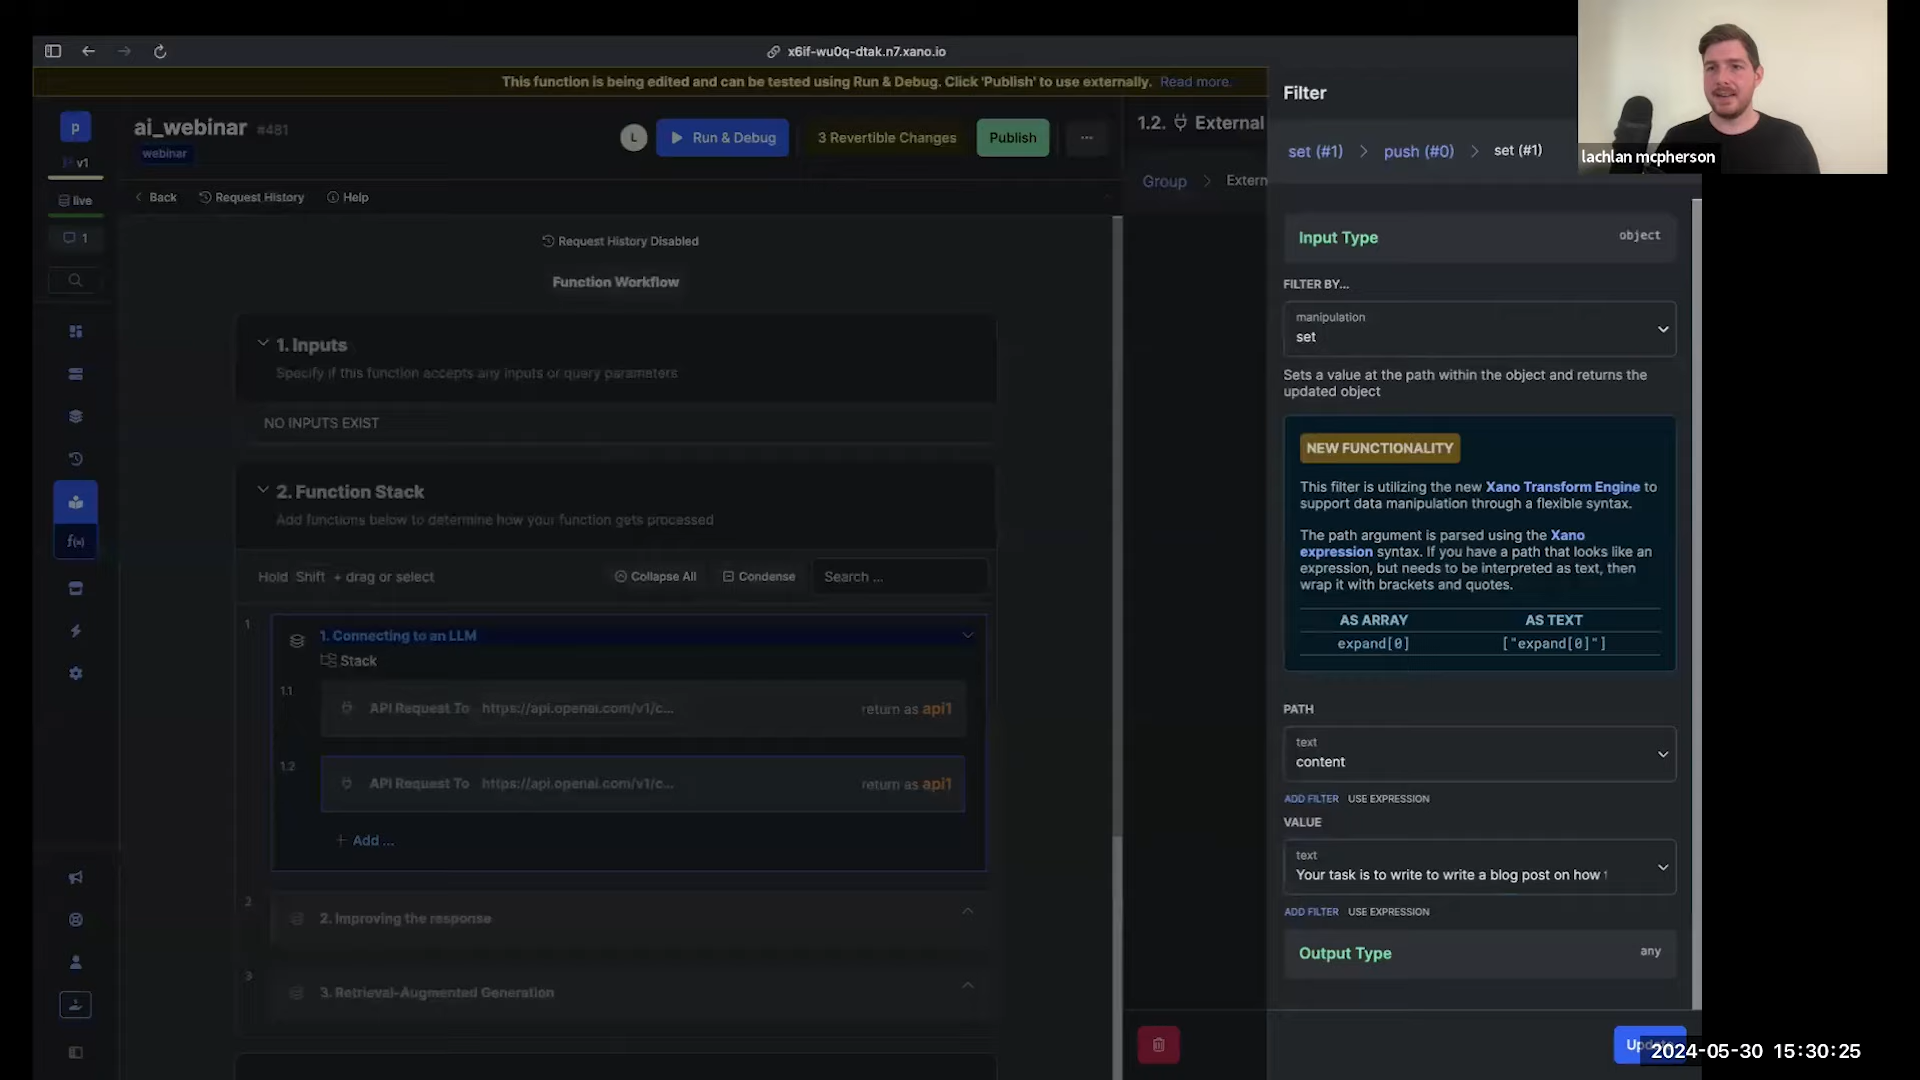 x6if-wu0q-dtak.n7.xano.io
This function is being edited and can be tested using Run & Debug. Click 'Publish' to use externally. Read more.
p
v1
live
1
ai_webinar #481
webinar
L
Run & Debug
3 Revertible Changes
Publish
...
Back
Request History
Help
Request History Disabled
Function Workflow
1. Inputs
Specify if this function accepts any inputs or query parameters
NO INPUTS EXIST
2. Function Stack
Add functions below to determine how your function gets processed
Hold Shift + drag or select
Collapse All
Condense
Search ...
1
1. Connecting to an LLM
Stack
1.1
API Request To https://api.openai.com/v1/c... return as api1
1.2
API Request To https://api.openai.com/v1/c... return as api1
+ Add ...
2
2. Improving the response
3
3. Retrieval-Augmented Generation
f(x)
1.2. External
Group > Extern
Filter
set (#1) > push (#0) > set (#1)
lachlan mcpherson
Input Type object
FILTER BY...
manipulation
set
Sets a value at the path within the object and returns the
updated object
NEW FUNCTIONALITY
This filter is utilizing the new Xano Transform Engine to
support data manipulation through a flexible syntax.
The path argument is parsed using the Xano
expression syntax. If you have a path that looks like an
expression, but needs to be interpreted as text, then
wrap it with brackets and quotes.
AS ARRAY AS TEXT
expand[0] ["expand[0]"]
PATH
text
content
ADD FILTER USE EXPRESSION
VALUE
text
Your task is to write to write a blog post on how
ADD FILTER USE EXPRESSION
Output Type any
Update
2024-05-30 15:30:25